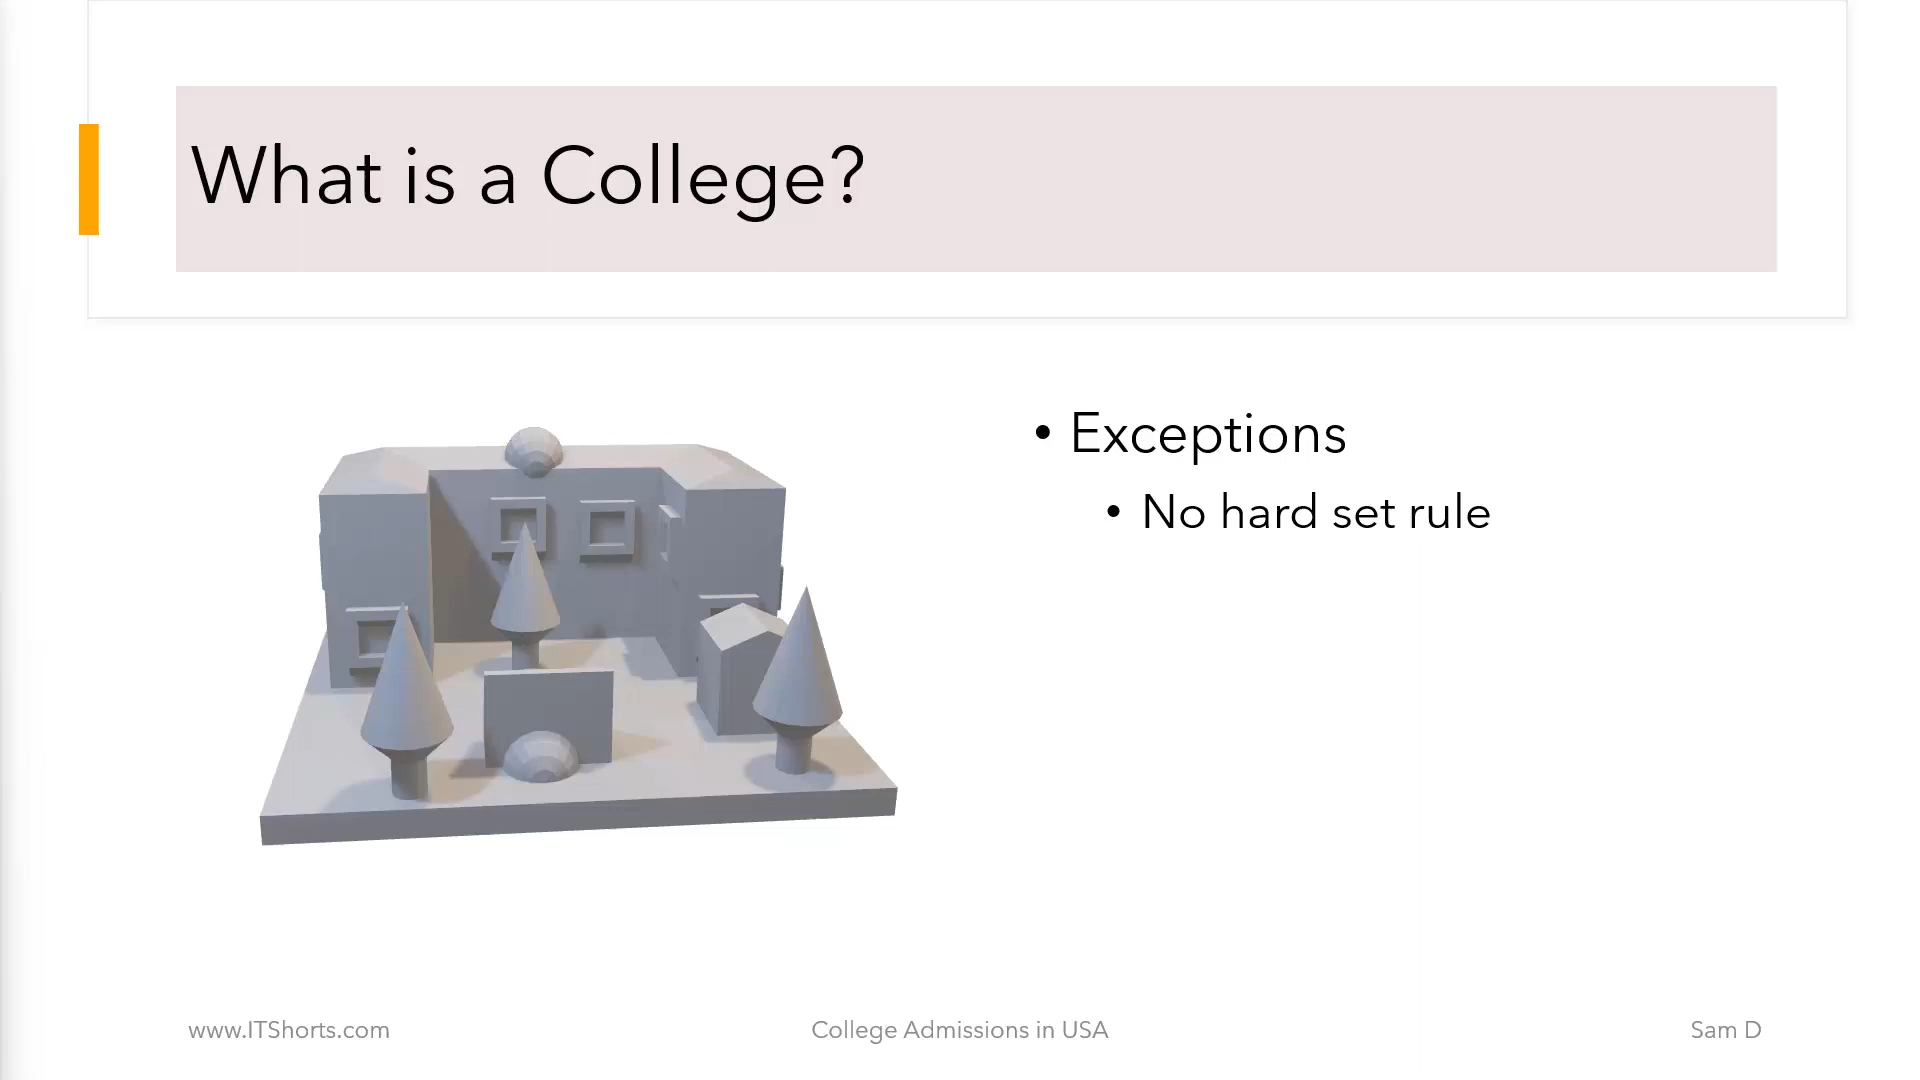 What is a College?
• Exceptions
• No hard set rule
www.ITShorts.com
College Admissions in USA
Sam D